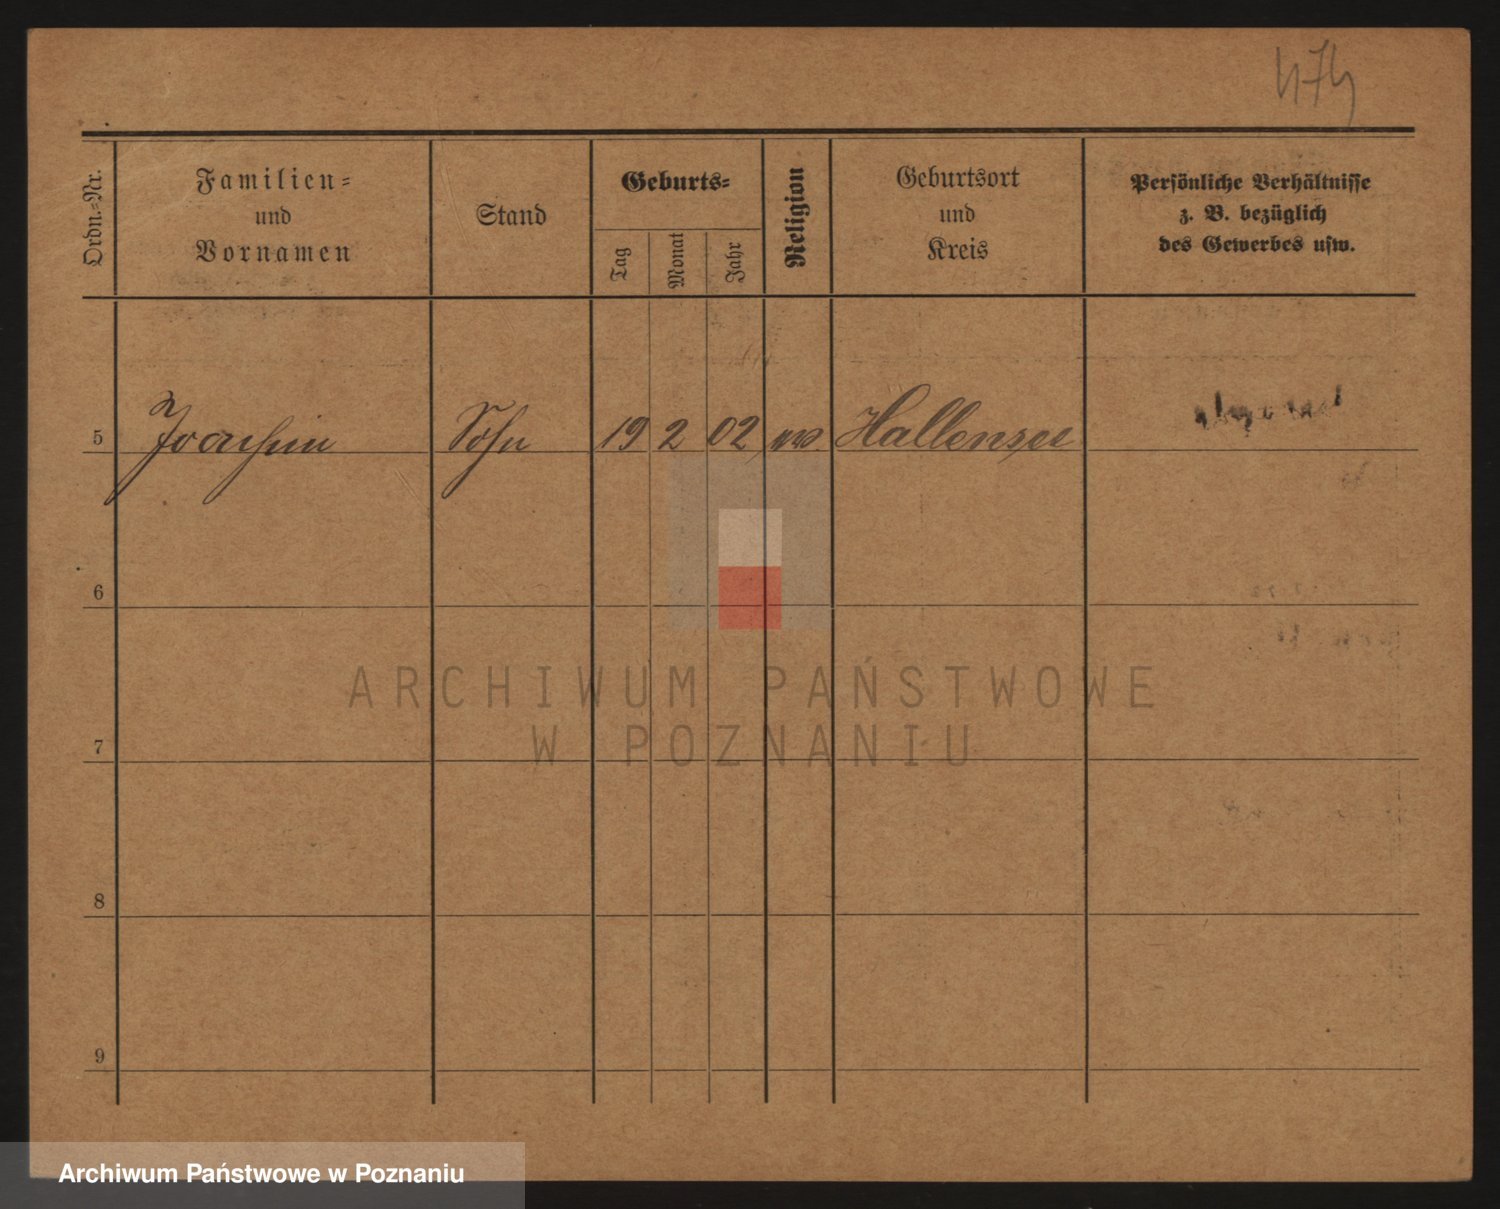 474
Ordn.-Nr.
Familien-
und
Vornamen
Stand
Geburts-
Tag
Monat
Jahr
Religion
Geburtsort
und
Kreis
Persönliche Verhältnisse
z. B. bezüglich
des Gewerbes usw.
5 Joachim Sohn 19 2 02 Hallensee
6
7
8
9
ARCHIWUM PAŃSTWOWE
W POZNANIU
Archiwum Państwowe w Poznaniu